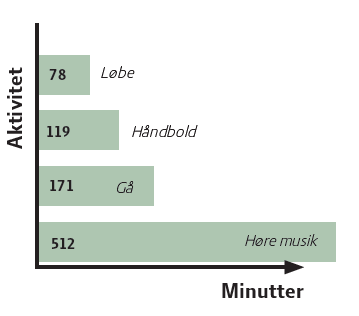 Aktivitet
78 Løbe
119 Håndbold
171 Gå
512 Høre musik
Minutter